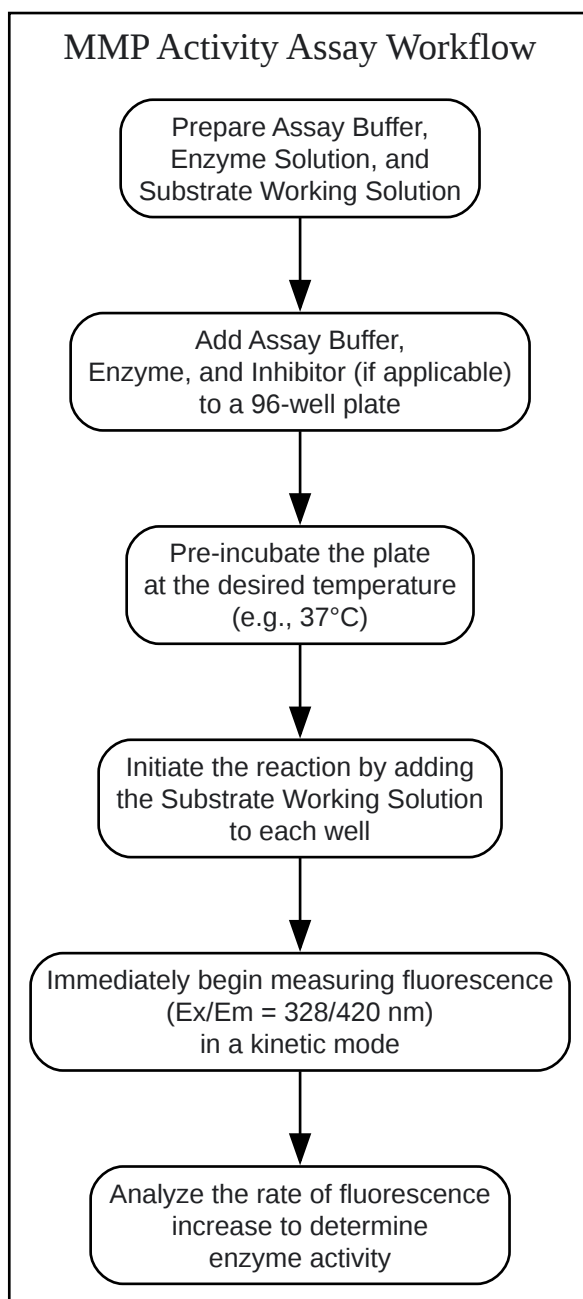 MMP Activity Assay Workflow
Prepare Assay Buffer,
Enzyme Solution, and
Substrate Working Solution
Add Assay Buffer,
Enzyme, and Inhibitor (if applicable)
to a 96-well plate
Pre-incubate the plate
at the desired temperature
(e.g., 37°C)
Initiate the reaction by adding
the Substrate Working Solution
to each well
Immediately begin measuring fluorescence
(Ex/Em = 328/420 nm)
in a kinetic mode
Analyze the rate of fluorescence
increase to determine
enzyme activity